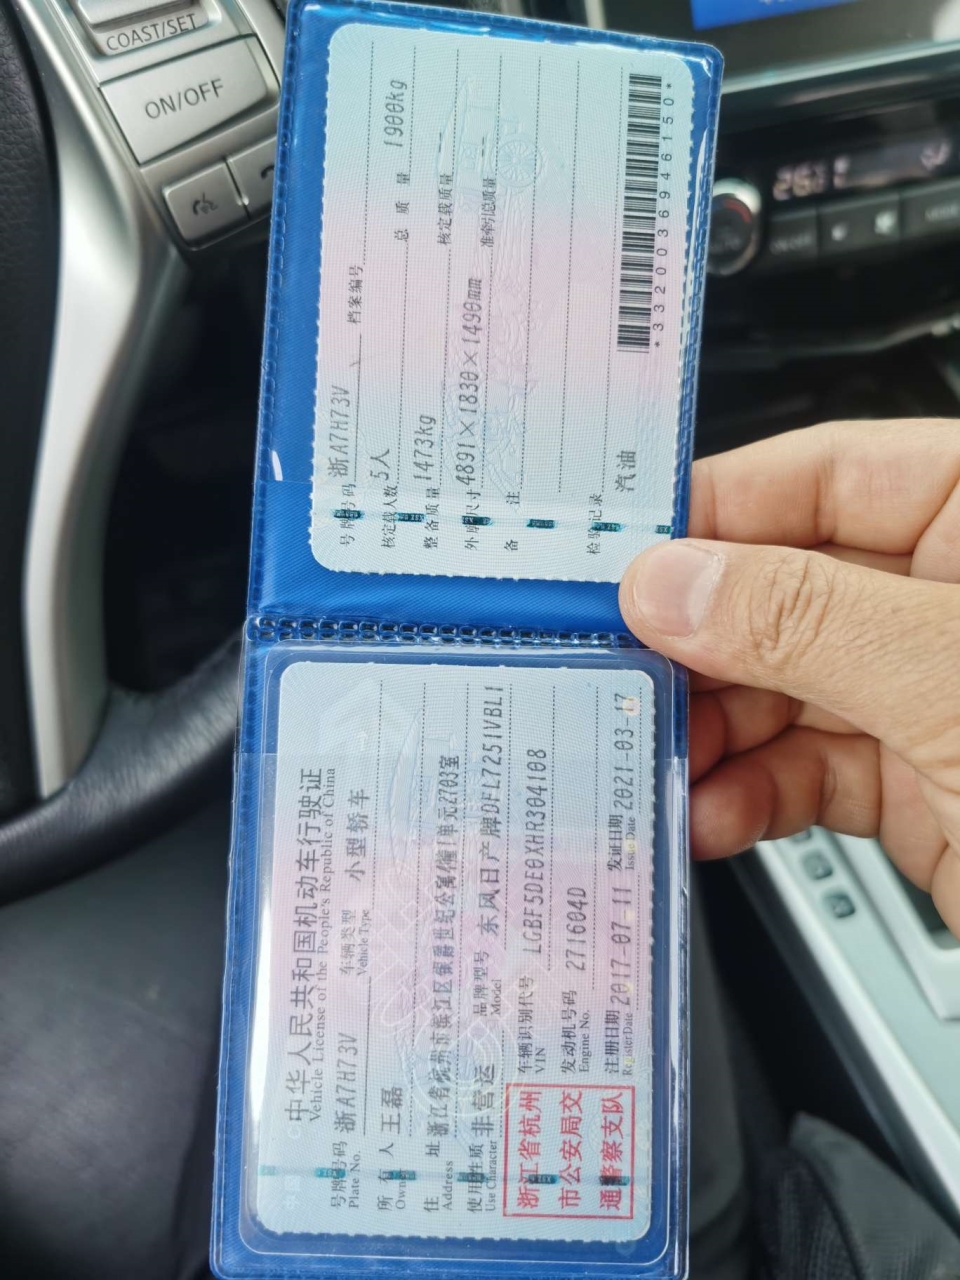 中华人民共和国机动车行驶证
Vehicle License of the People's Republic of China
号牌号码 浙A7H73V 车辆类型 小型轿车
Plate No. Vehicle Type
所有人 王磊
Owner
住址 浙江省杭州市滨江区 世纪公寓 1单元2703室
Address
使用性质 非营运 品牌型号 东风日产牌DFL7251VBL1
Use Character Model
浙江省杭州
市公安局交
通警察支队
车辆识别代号 LGBF5DE0XHR304108
VIN
发动机号码 271604D
Engine No.
注册日期 2017-07-11 发证日期 2021-03-17
Register Date Issue Date
号牌号码 浙A7H73V 档案编号
核定载人数 5人 总质量 1900kg
整备质量 1473kg 核定载质量
外廓尺寸 4891×1830×1490mm 准牵引总质量
备注
检验记录
汽油
*3320036946150*
COAST/SET
ON/OFF